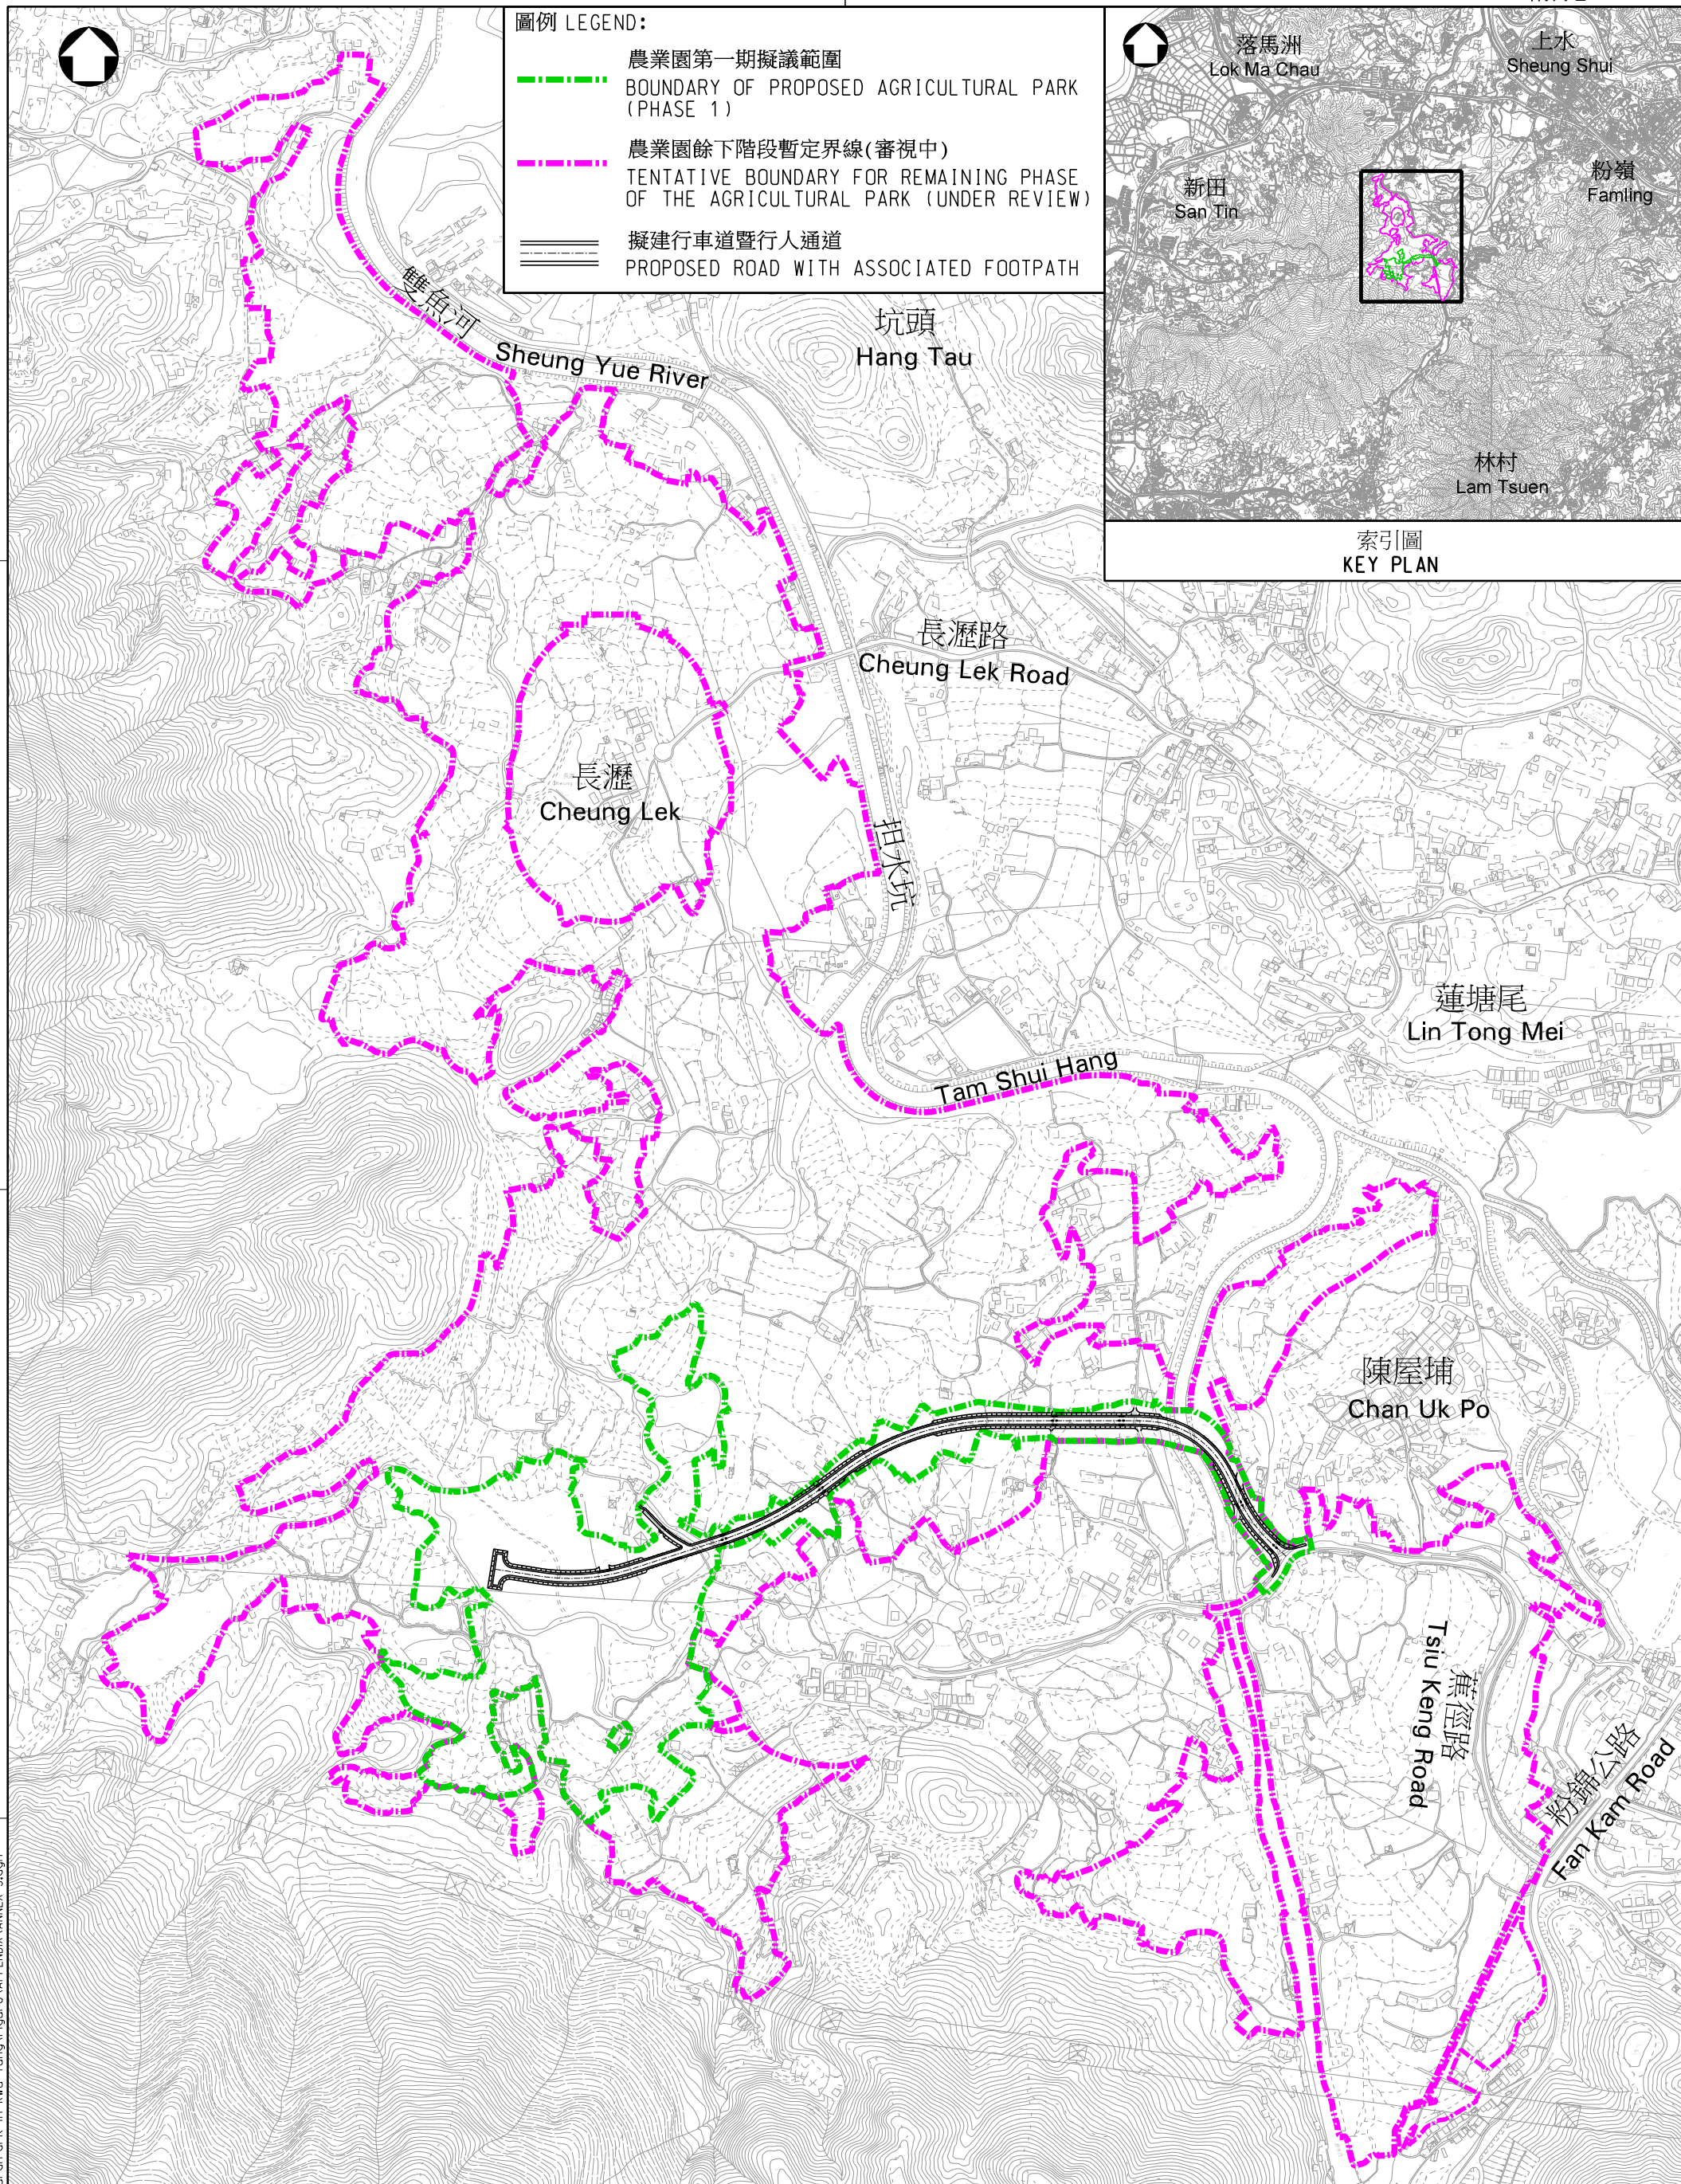 圖例 LEGEND:
農業園第一期擬議範圍
BOUNDARY OF PROPOSED AGRICULTURAL PARK
(PHASE 1)
農業園餘下階段暫定界線(審視中)
TENTATIVE BOUNDARY FOR REMAINING PHASE
OF THE AGRICULTURAL PARK (UNDER REVIEW)
擬建行車道暨行人通道
PROPOSED ROAD WITH ASSOCIATED FOOTPATH
落馬洲
Lok Ma Chau
上水
Sheung Shui
新田
San Tin
粉嶺
Famling
林村
Lam Tsuen
索引圖
KEY PLAN
雙魚河
Sheung Yue River
坑頭
Hang Tau
長瀝路
Cheung Lek Road
長瀝
Cheung Lek
担水坑
Tam Shui Hang
蓮塘尾
Lin Tong Mei
陳屋埔
Chan Uk Po
蕉徑路
Tsiu Keng Road
粉錦公路
Fan Kam Road